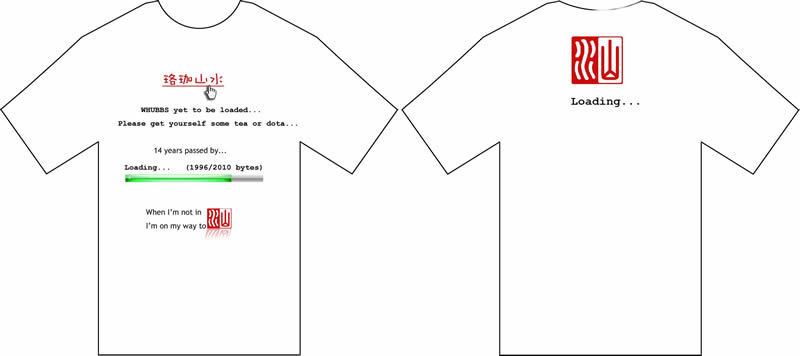 珞珈山水
WHUBBS yet to be loaded...
Please get yourself some tea or dota...
14 years passed by...
Loading... (1996/2010 bytes)
When I'm not in
I'm on my way to
Loading...